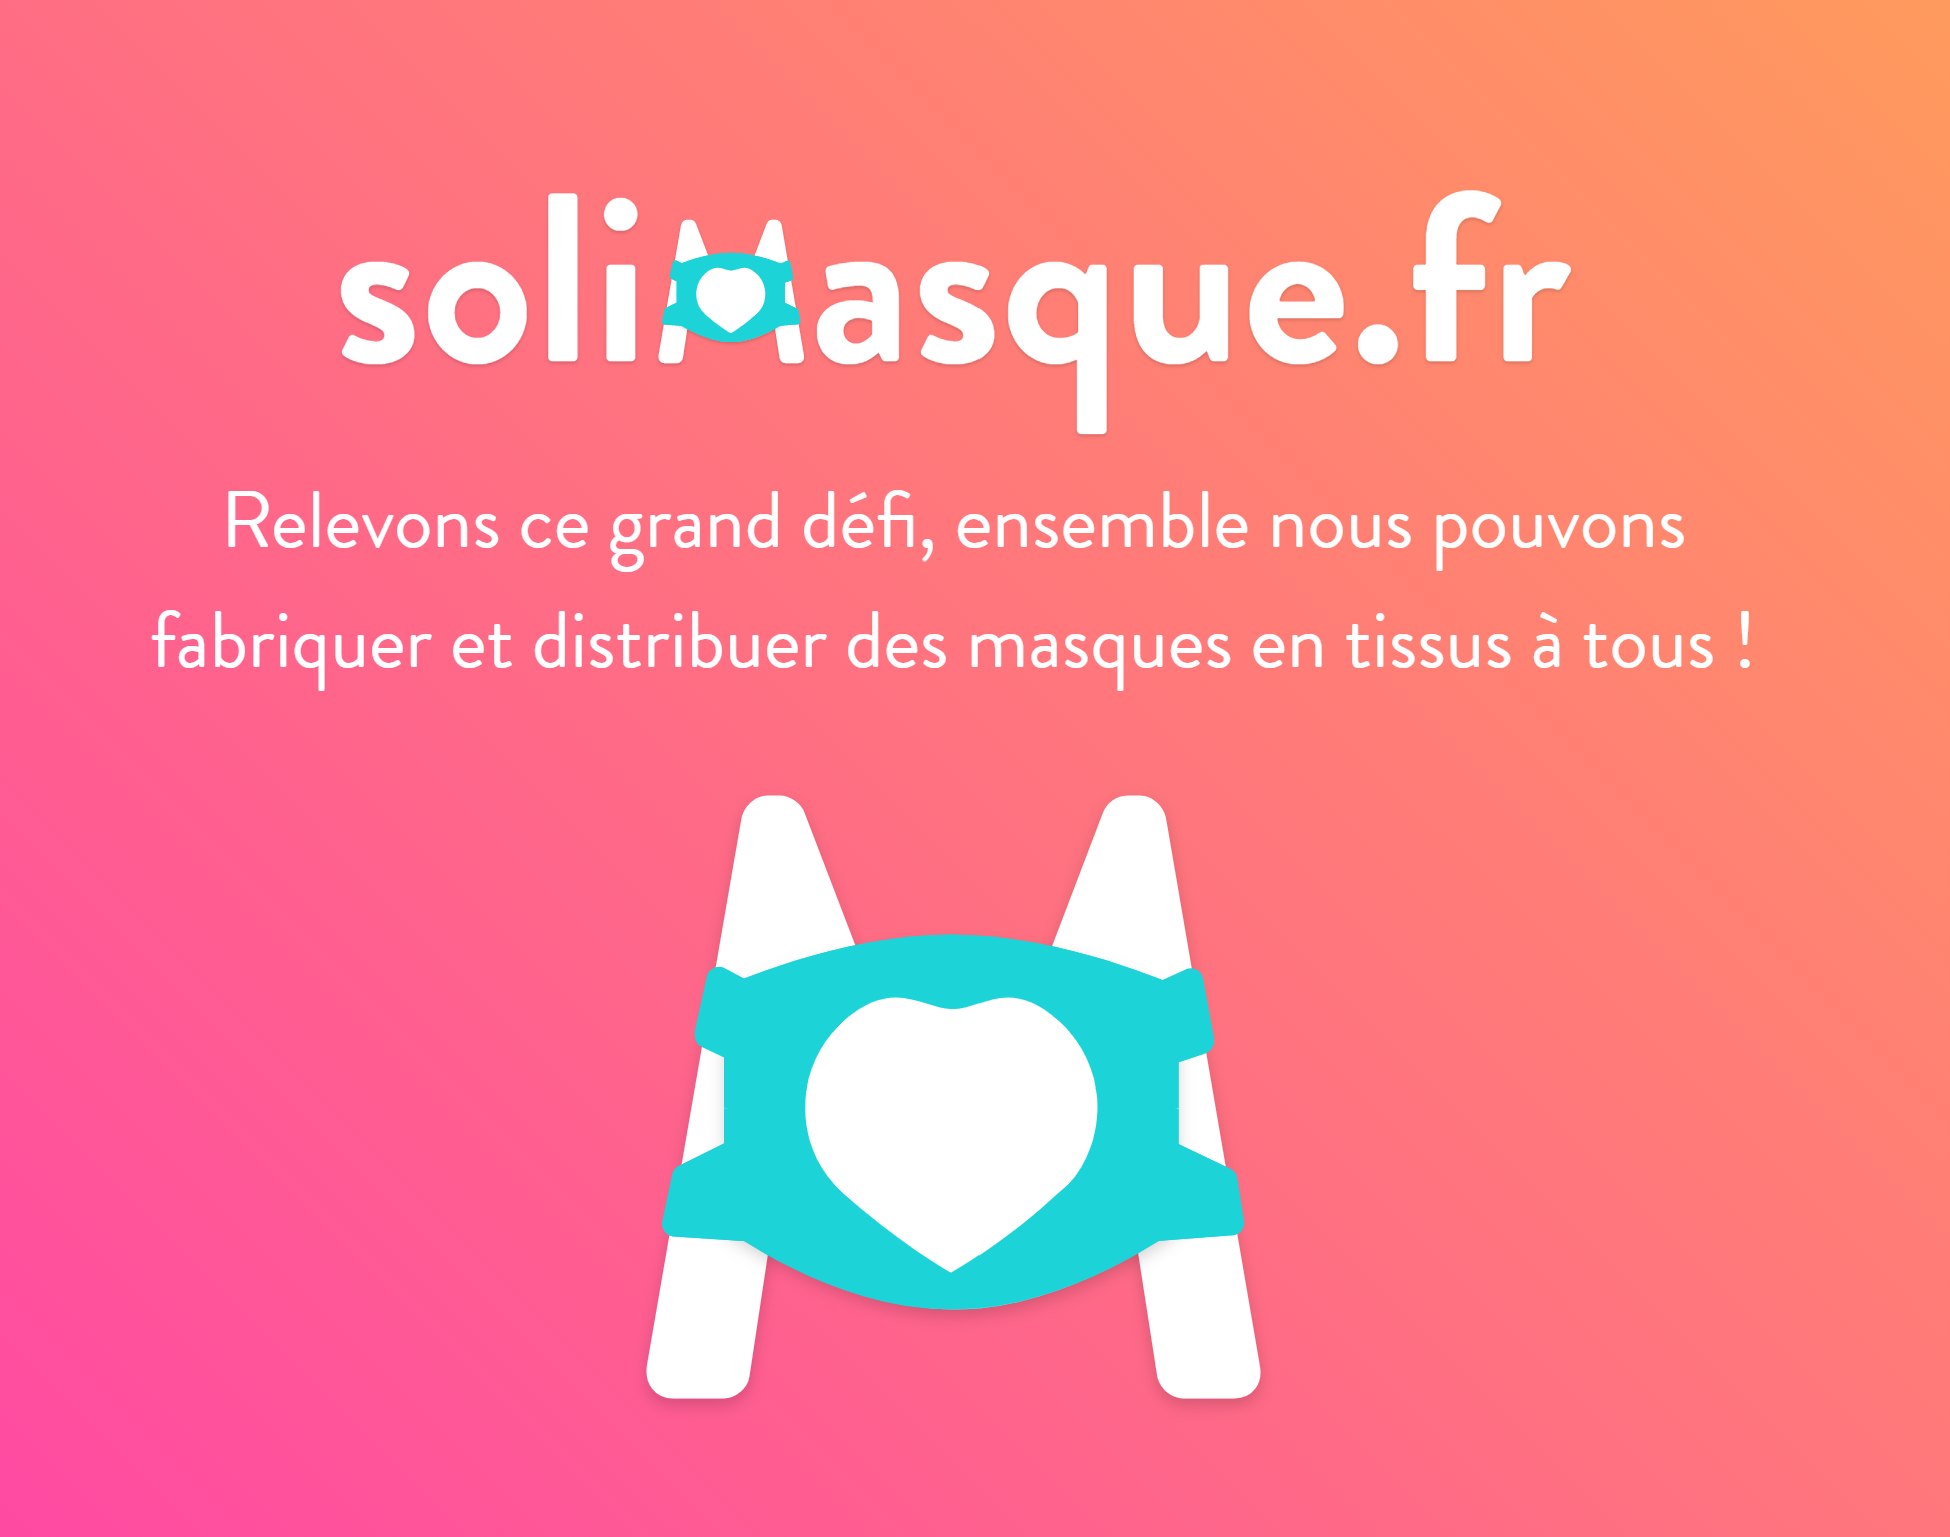 solimasque.fr
Relevons ce grand défi, ensemble nous pouvons
fabriquer et distribuer des masques en tissus à tous !